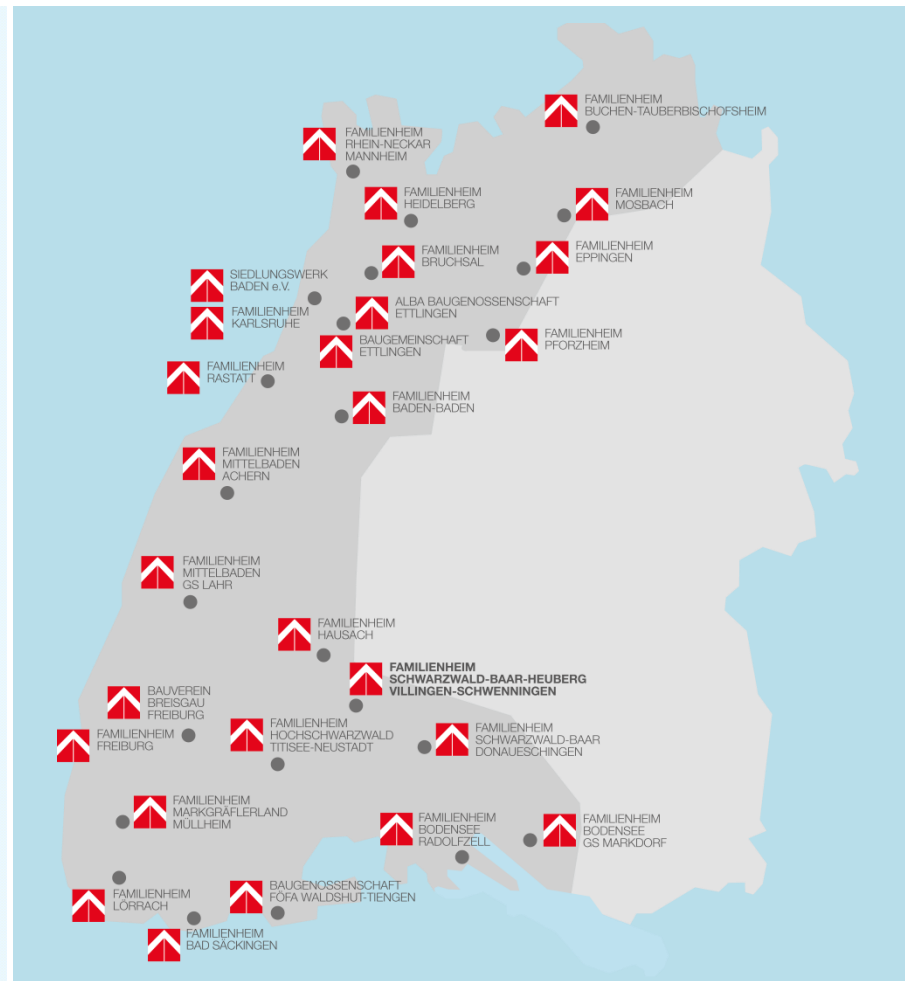 FAMILIENHEIM
BUCHEN-TAUBERBISCHOFSHEIM
FAMILIENHEIM
RHEIN-NECKAR
MANNHEIM
FAMILIENHEIM
HEIDELBERG
FAMILIENHEIM
MOSBACH
FAMILIENHEIM
BRUCHSAL
FAMILIENHEIM
EPPINGEN
SIEDLUNGSWERK
BADEN e.V.
FAMILIENHEIM
KARLSRUHE
ALBA BAUGENOSSENSCHAFT
ETTLINGEN
BAUGEMEINSCHAFT
ETTLINGEN
FAMILIENHEIM
PFORZHEIM
FAMILIENHEIM
RASTATT
FAMILIENHEIM
BADEN-BADEN
FAMILIENHEIM
MITTELBADEN
ACHERN
FAMILIENHEIM
MITTELBADEN
GS LAHR
FAMILIENHEIM
HAUSACH
FAMILIENHEIM
SCHWARZWALD-BAAR-HEUBERG
VILLINGEN-SCHWENNINGEN
BAUVEREIN
BREISGAU
FREIBURG
FAMILIENHEIM
FREIBURG
FAMILIENHEIM
HOCHSCHWARZWALD
TITISEE-NEUSTADT
FAMILIENHEIM
SCHWARZWALD-BAAR
DONAUESCHINGEN
FAMILIENHEIM
MARKGRÄFLERLAND
MÜLLHEIM
FAMILIENHEIM
BODENSEE
RADOLFZELL
FAMILIENHEIM
BODENSEE
GS MARKDORF
FAMILIENHEIM
LÖRRACH
BAUGENOSSENSCHAFT
FÖFA WALDSHUT-TIENGEN
FAMILIENHEIM
BAD SÄCKINGEN